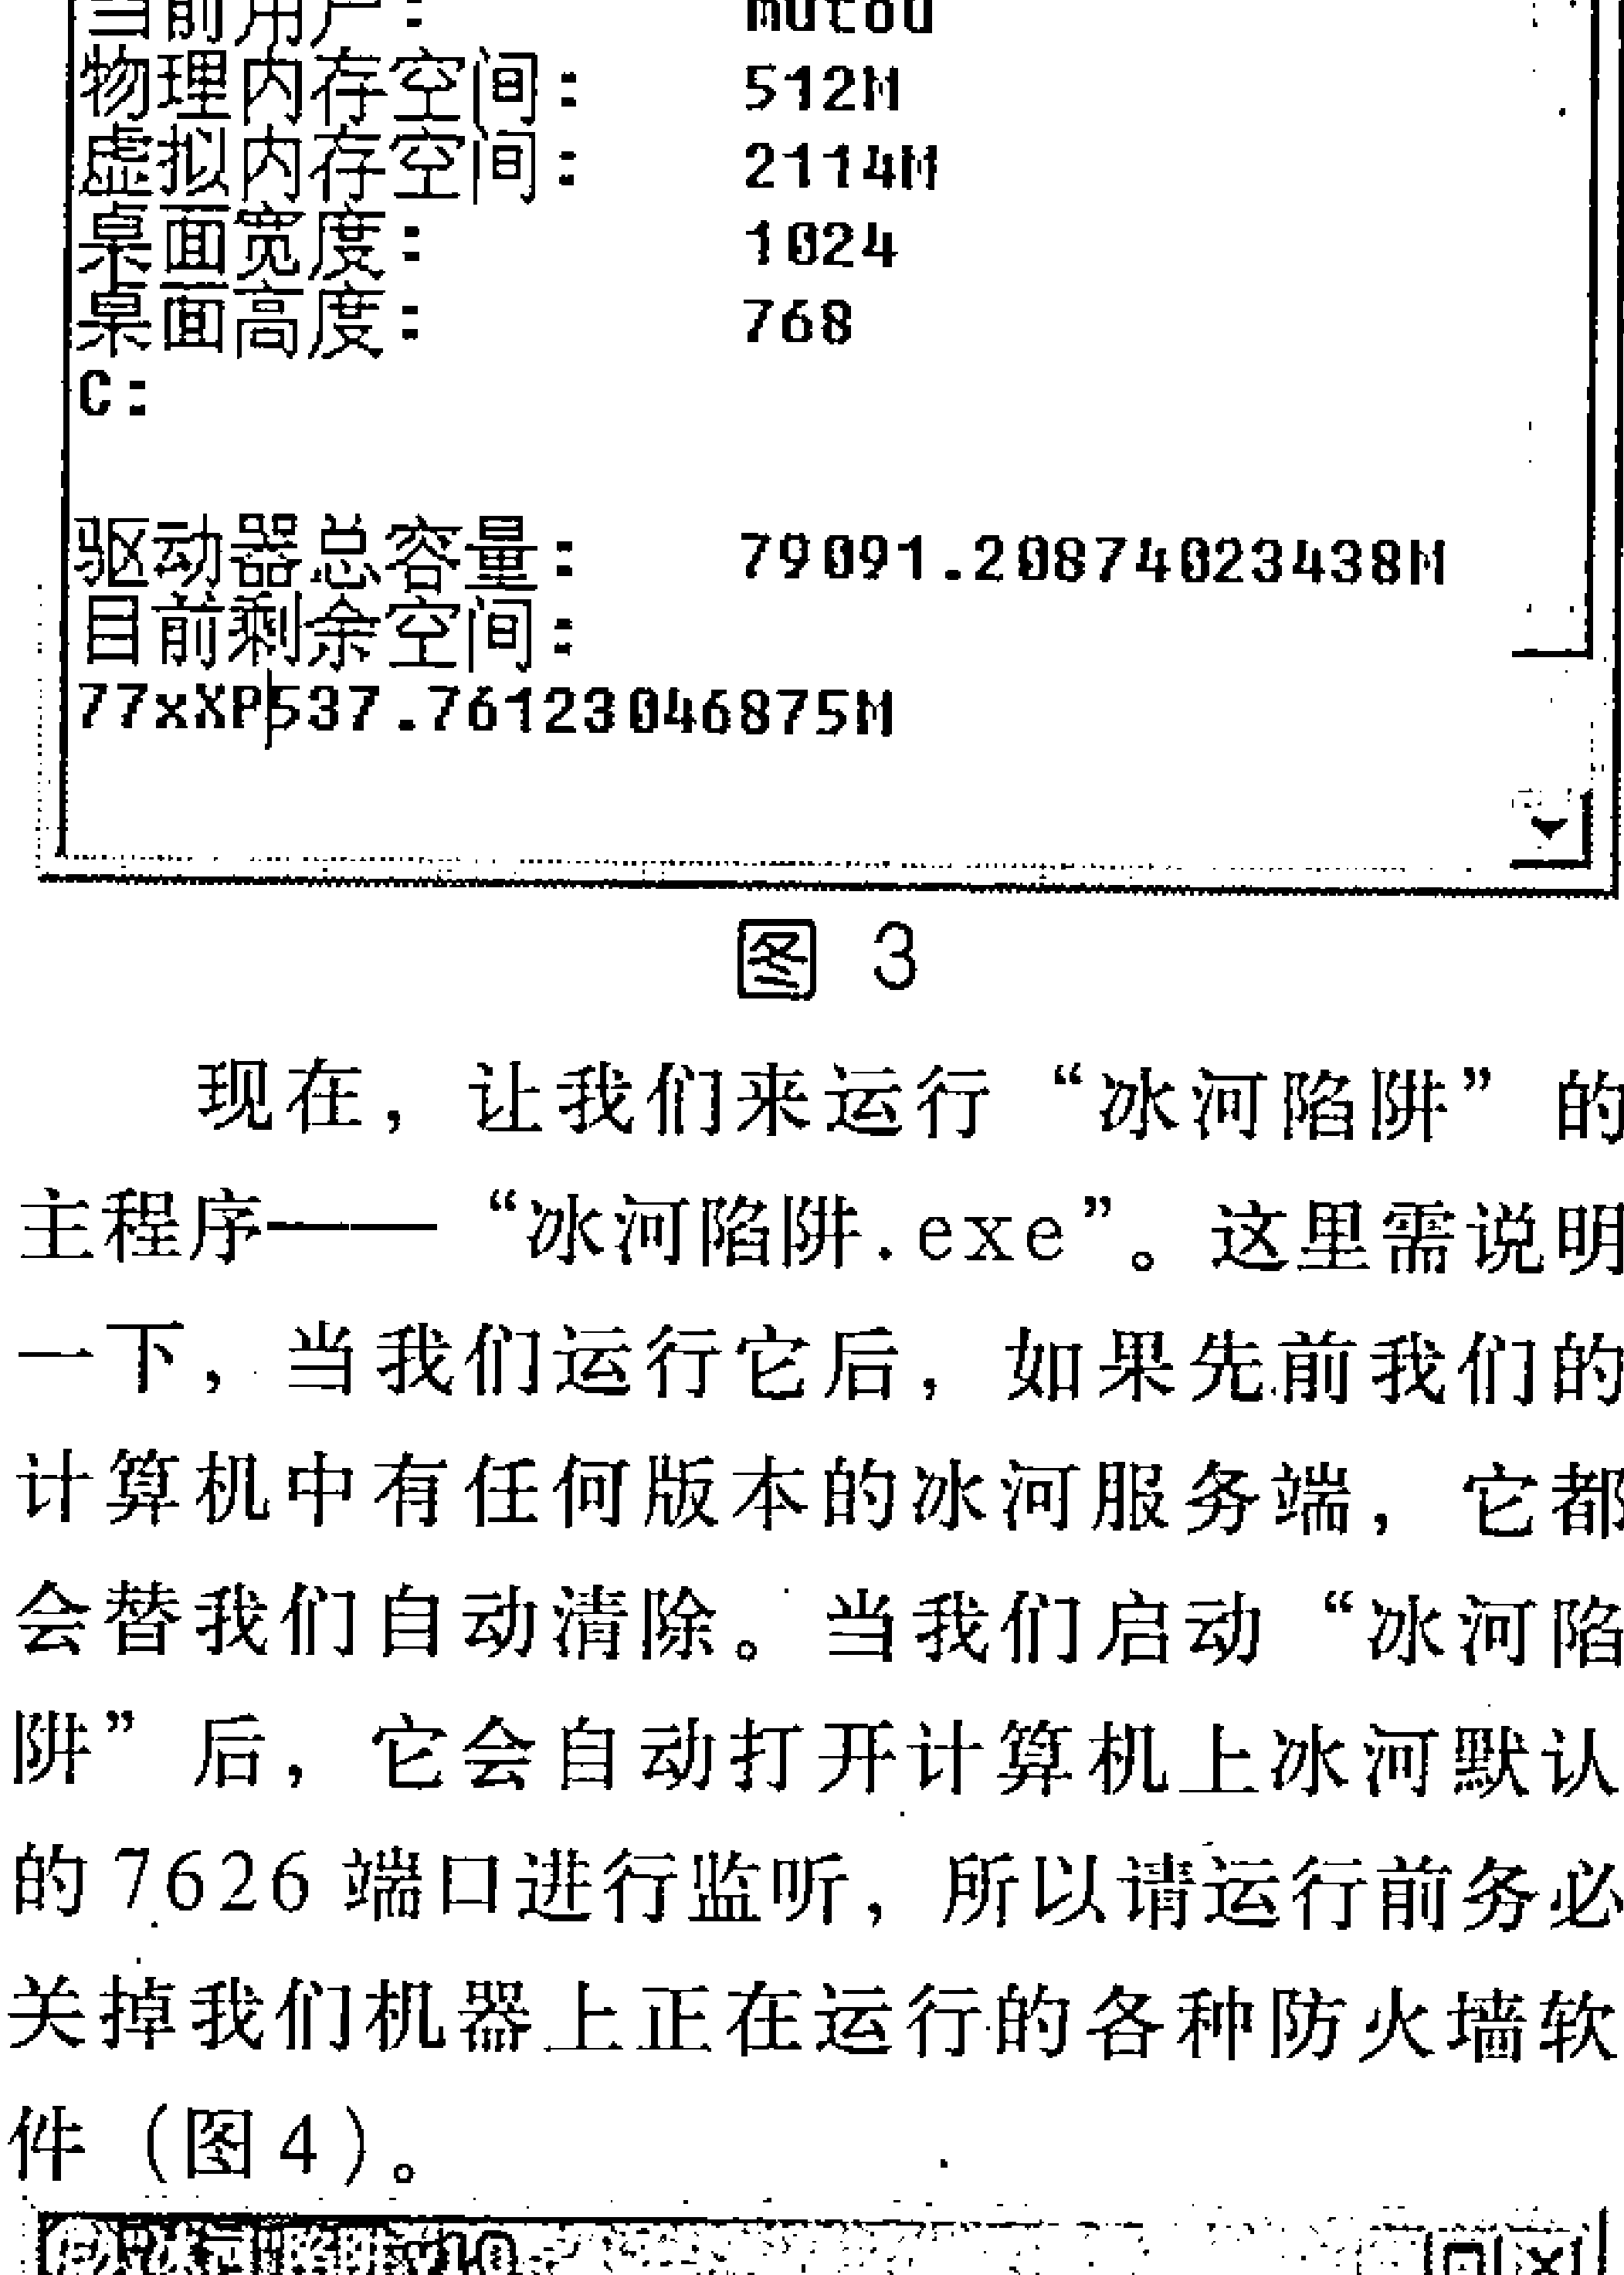 当前用户： mutou
物理内存空间： 512M
虚拟内存空间： 2114M
桌面宽度： 1024
桌面高度： 768
C:
驱动器总容量： 79091.20874023438M
目前剩余空间：
77xXP537.76123046875M
图 3
现在，让我们来运行“冰河陷阱”的
主程序——“冰河陷阱.exe”。这里需说明
一下，当我们运行它后，如果先前我们的
计算机中有任何版本的冰河服务端，它都
会替我们自动清除。当我们启动“冰河陷
阱”后，它会自动打开计算机上冰河默认
的7626端口进行监听，所以请运行前务必
关掉我们机器上正在运行的各种防火墙软
件（图4）。